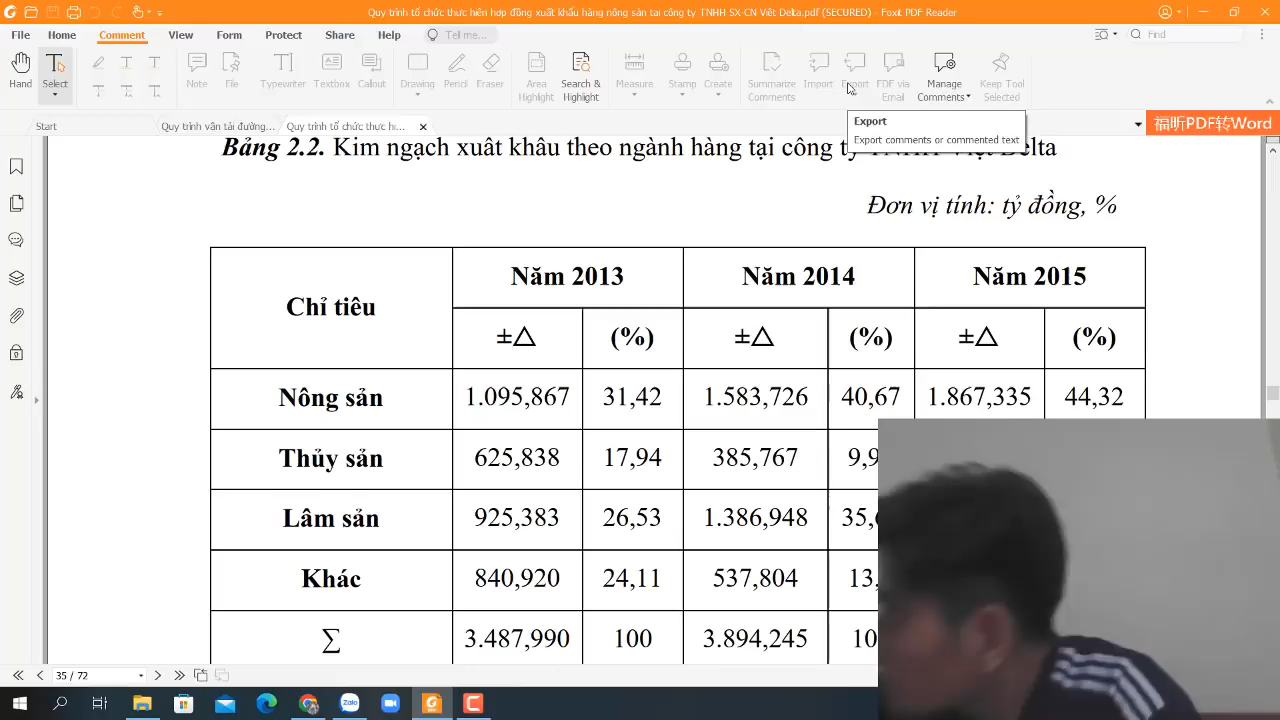 Quy trình tổ chức thực hiên hợp đồng xuất khẩu hàng nông sản tai công ty TNHH SX-CN Viêt Delta.pdf (SECURED) - Foxit PDF Reader
File Home Comment View Form Protect Share Help Tell me... Find
Hand Select Note File Typewriter Textbox Callout Drawing Pencil Eraser Area Highlight Search & Highlight Measure Stamp Create Summarize Comments Import Export FDF via Email Manage Comments Keep Tool Selected
Export
Export comments or commented text
Start Quy trình vận tải đường... Quy trình tổ chức thực hi... 福昕PDF转Word
Bảng 2.2. Kim ngạch xuất khẩu theo ngành hàng tại công ty TNHH Việt Delta
Đơn vị tính: tỷ đồng, %
Chỉ tiêu Năm 2013 Năm 2014 Năm 2015
±△ (%) ±△ (%) ±△ (%)
Nông sản 1.095,867 31,42 1.583,726 40,67 1.867,335 44,32
Thủy sản 625,838 17,94 385,767
Lâm sản 925,383 26,53 1.386,948
Khác 840,920 24,11 537,804
∑ 3.487,990 100 3.894,245
35 / 72
Zalo